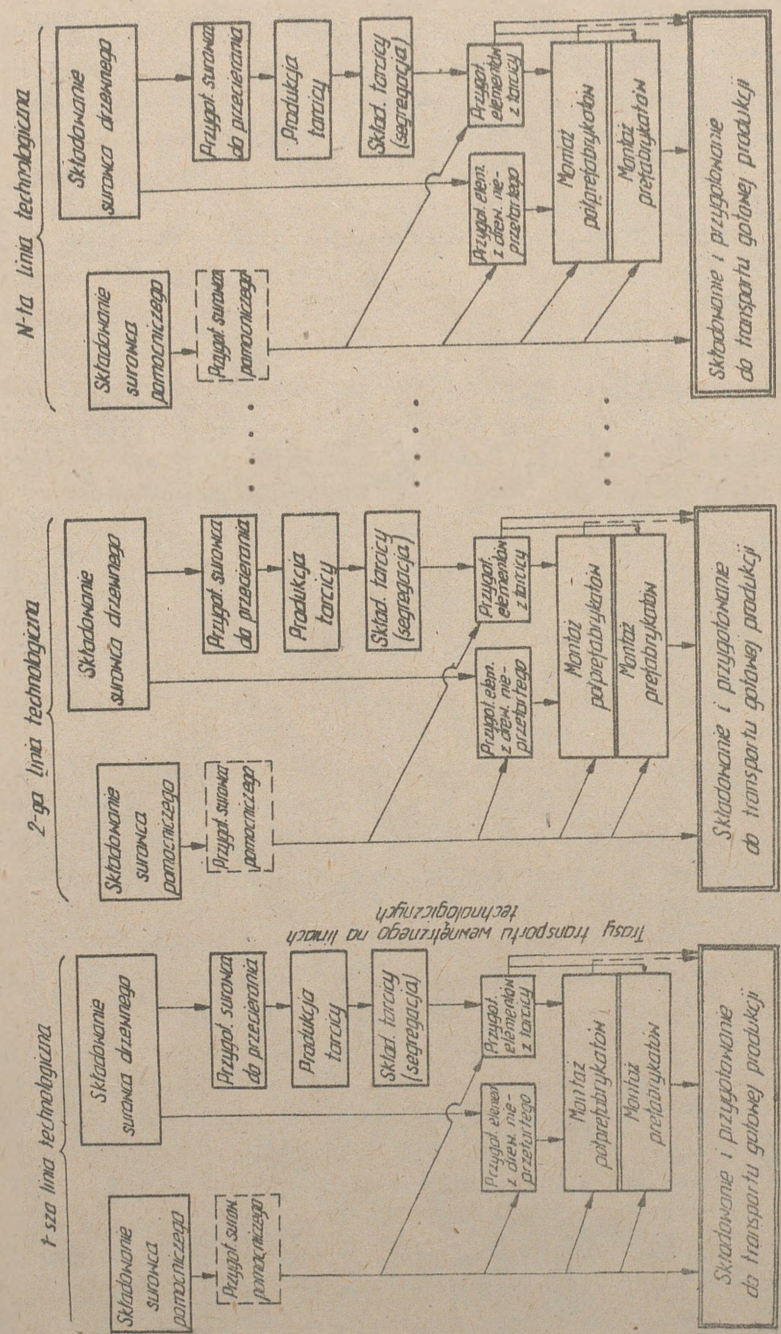 1-sza linia technologiczna
Składowanie
surowca
pomocniczego
Składowanie
surowca drzewnego
Przygot. surow.
pomocniczego
Przygot. surowca
do przecierania
Produkcja
tarcicy
Skład. tarcicy
(segregacja)
Przygot. elemen
z drew. nie-
przetartego
Przygot.
elementów
z tarcicy
Montaż
półprefabrykatów
Montaż
prefabrykatów
Składowanie i przygotowanie
do transportu gotowej produkcji
Trasy transportu wewnętrznego na liniach
technologicznych
2-ga linia technologiczna
Składowanie
surowca
pomocniczego
Składowanie
surowca drzewnego
Przygot. surowca
pomocniczego
Przygot. surowca
do przecierania
Produkcja
tarcicy
Skład. tarcicy
(segregacja)
Przygot. elem.
z drew. nie-
przetartego
Przygot.
elementów
z tarcicy
Montaż
półprefabrykatów
Montaż
prefabrykatów
Składowanie i przygotowane
do transportu gotowej produkcji
N-ta linia technologiczna
Składowanie
surowca
pomocniczego
Składowanie
surowca drzewnego
Przygot. surowca
pomocniczego
Przygot. surowca
do przecierania
Produkcja
tarcicy
Skład. tarcicy
(segregacja)
Przygot. elem.
z drew. nie-
przetartego
Przygot.
elementów
z tarcicy
Montaż
półprefabrykatów
Montaż
prefabrykatów
Składowanie i przygotowanie
do transportu gotowej produkcji